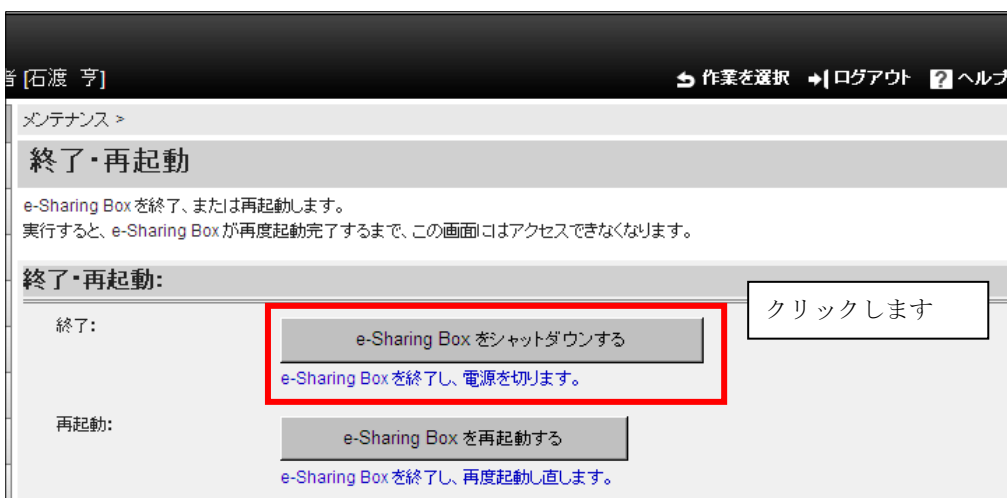 者 [石渡 亨]
作業を選択 ログアウト ? ヘルプ
メンテナンス >
終了・再起動
e-Sharing Box を終了、または再起動します。
実行すると、e-Sharing Box が再度起動完了するまで、この画面にはアクセスできなくなります。
終了・再起動:
クリックします
終了:
e-Sharing Box をシャットダウンする
e-Sharing Box を終了し、電源を切ります。
再起動:
e-Sharing Box を再起動する
e-Sharing Box を終了し、再度起動し直します。